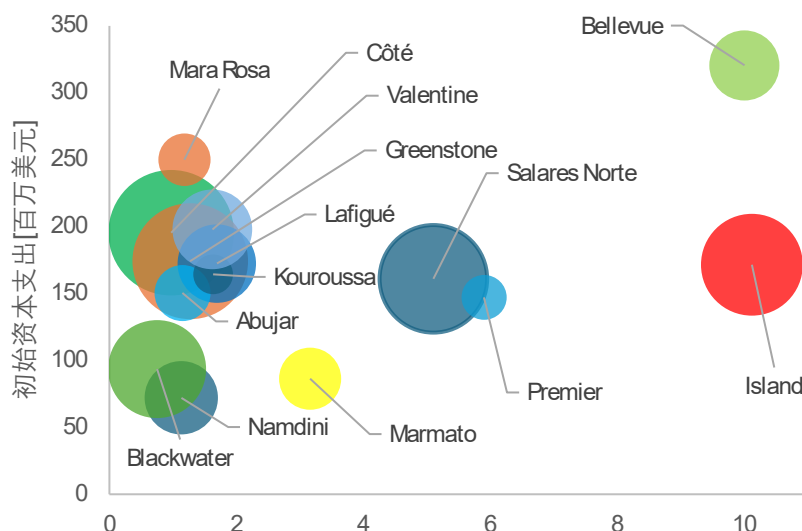 350
300
250
200
150
100
50
0
初始资本支出[百万美元]
Bellevue
Côté
Mara Rosa
Valentine
Greenstone
Salares Norte
Lafigué
Kouroussa
Abujar
Premier
Island
Namdini
Marmato
Blackwater
0
2
4
6
8
10